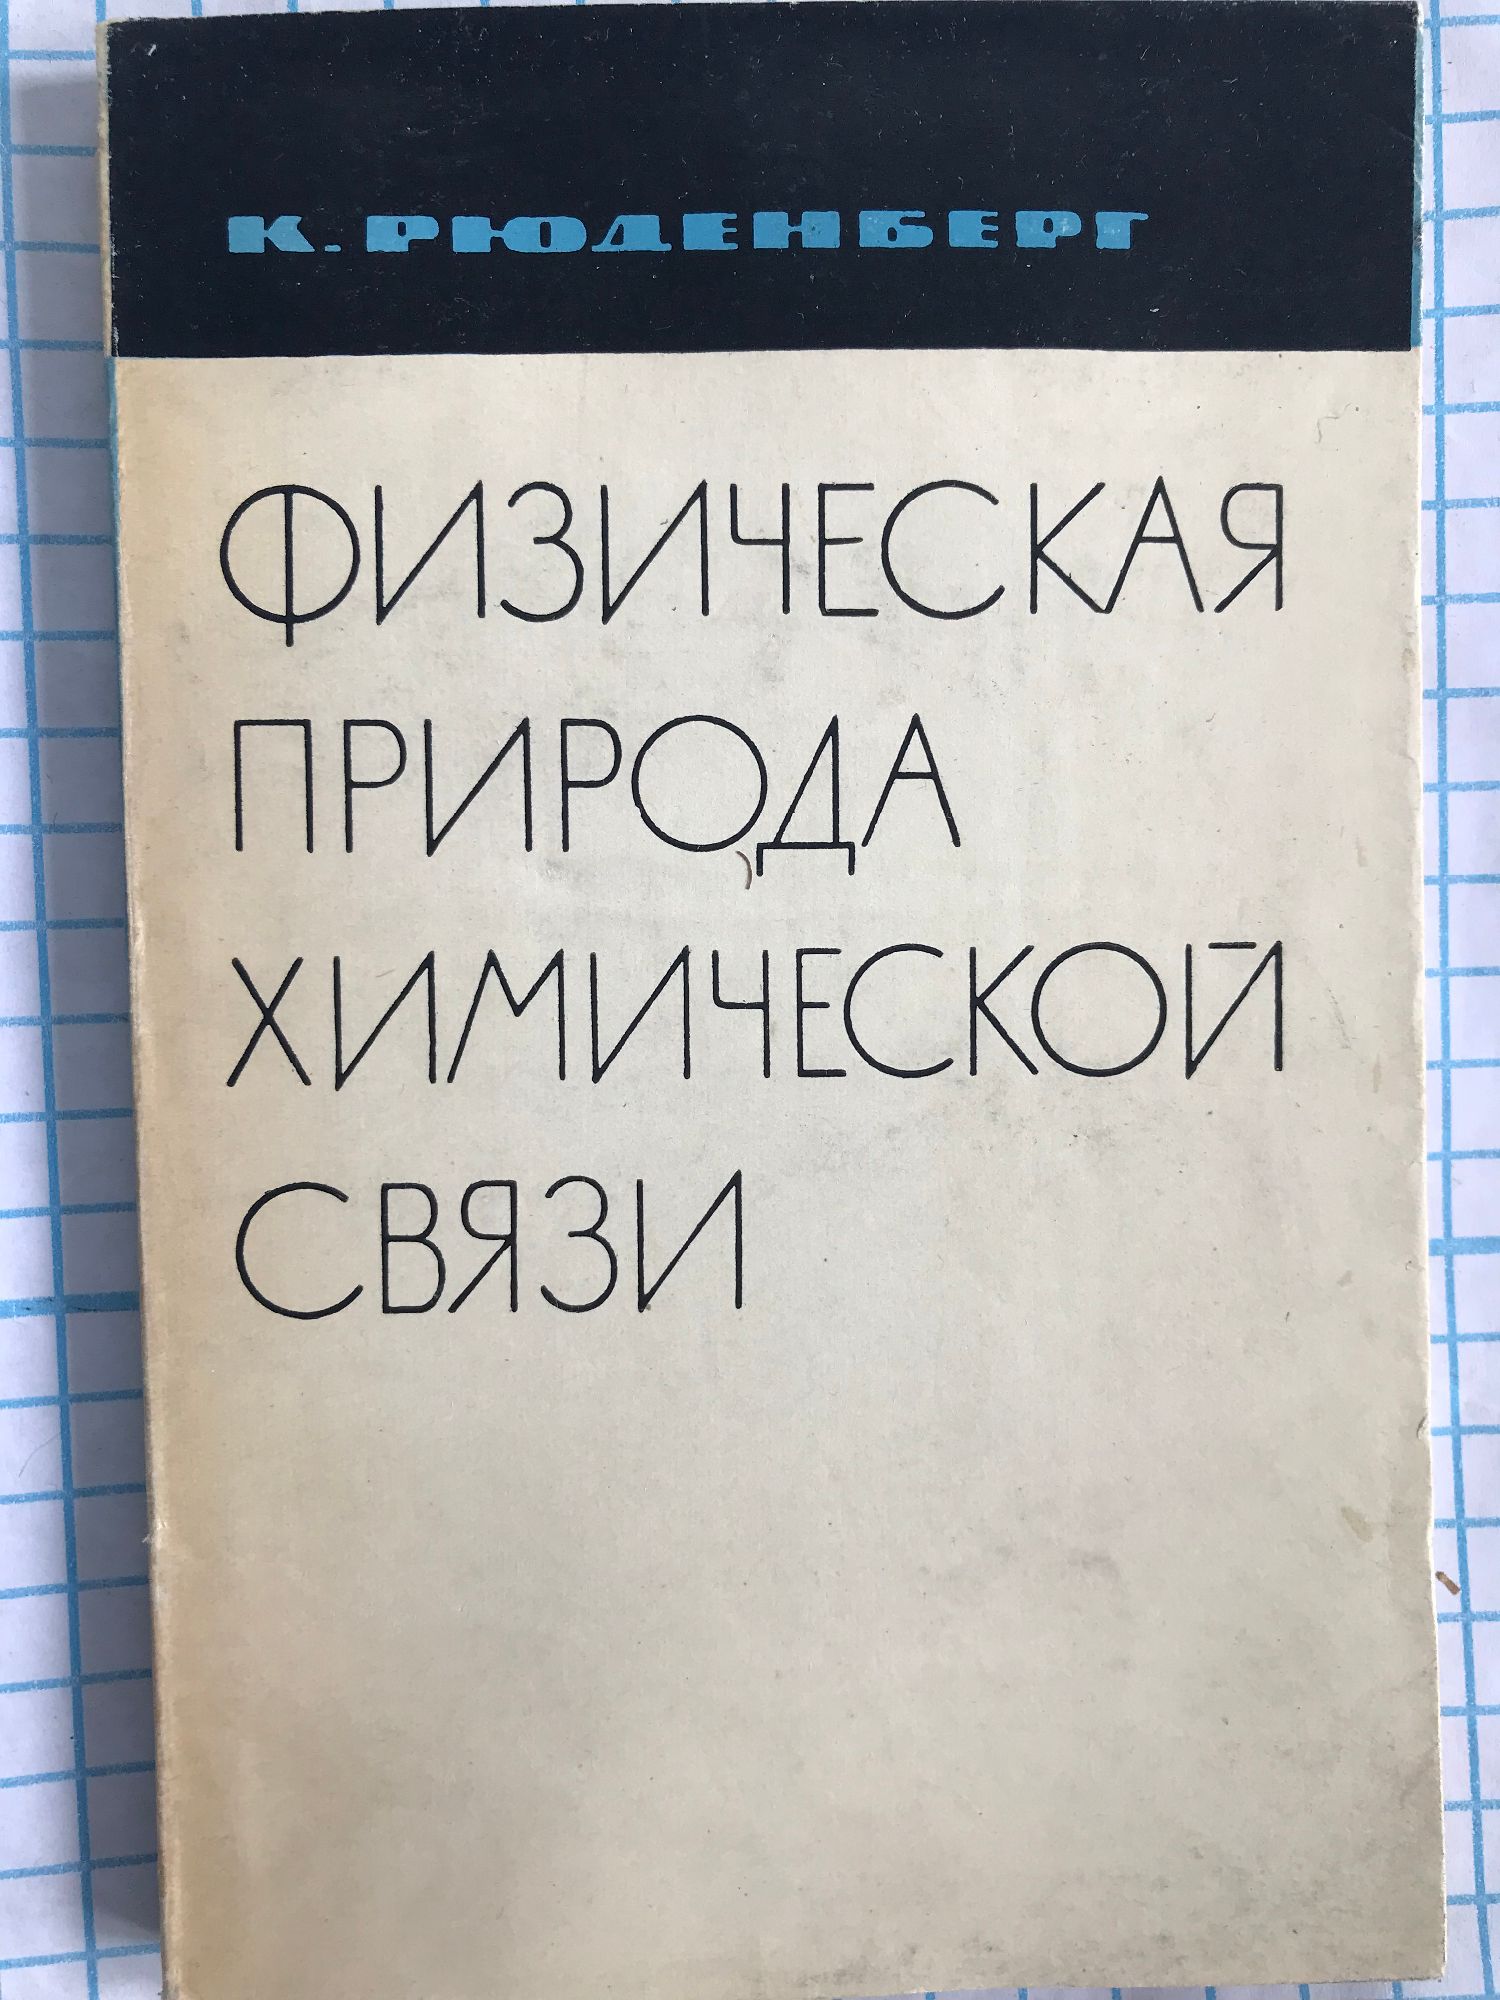 К. РЮДЕНБЕРГ
ФИЗИЧЕСКАЯ
ПРИРОДА
ХИМИЧЕСКОЙ
СВЯЗИ